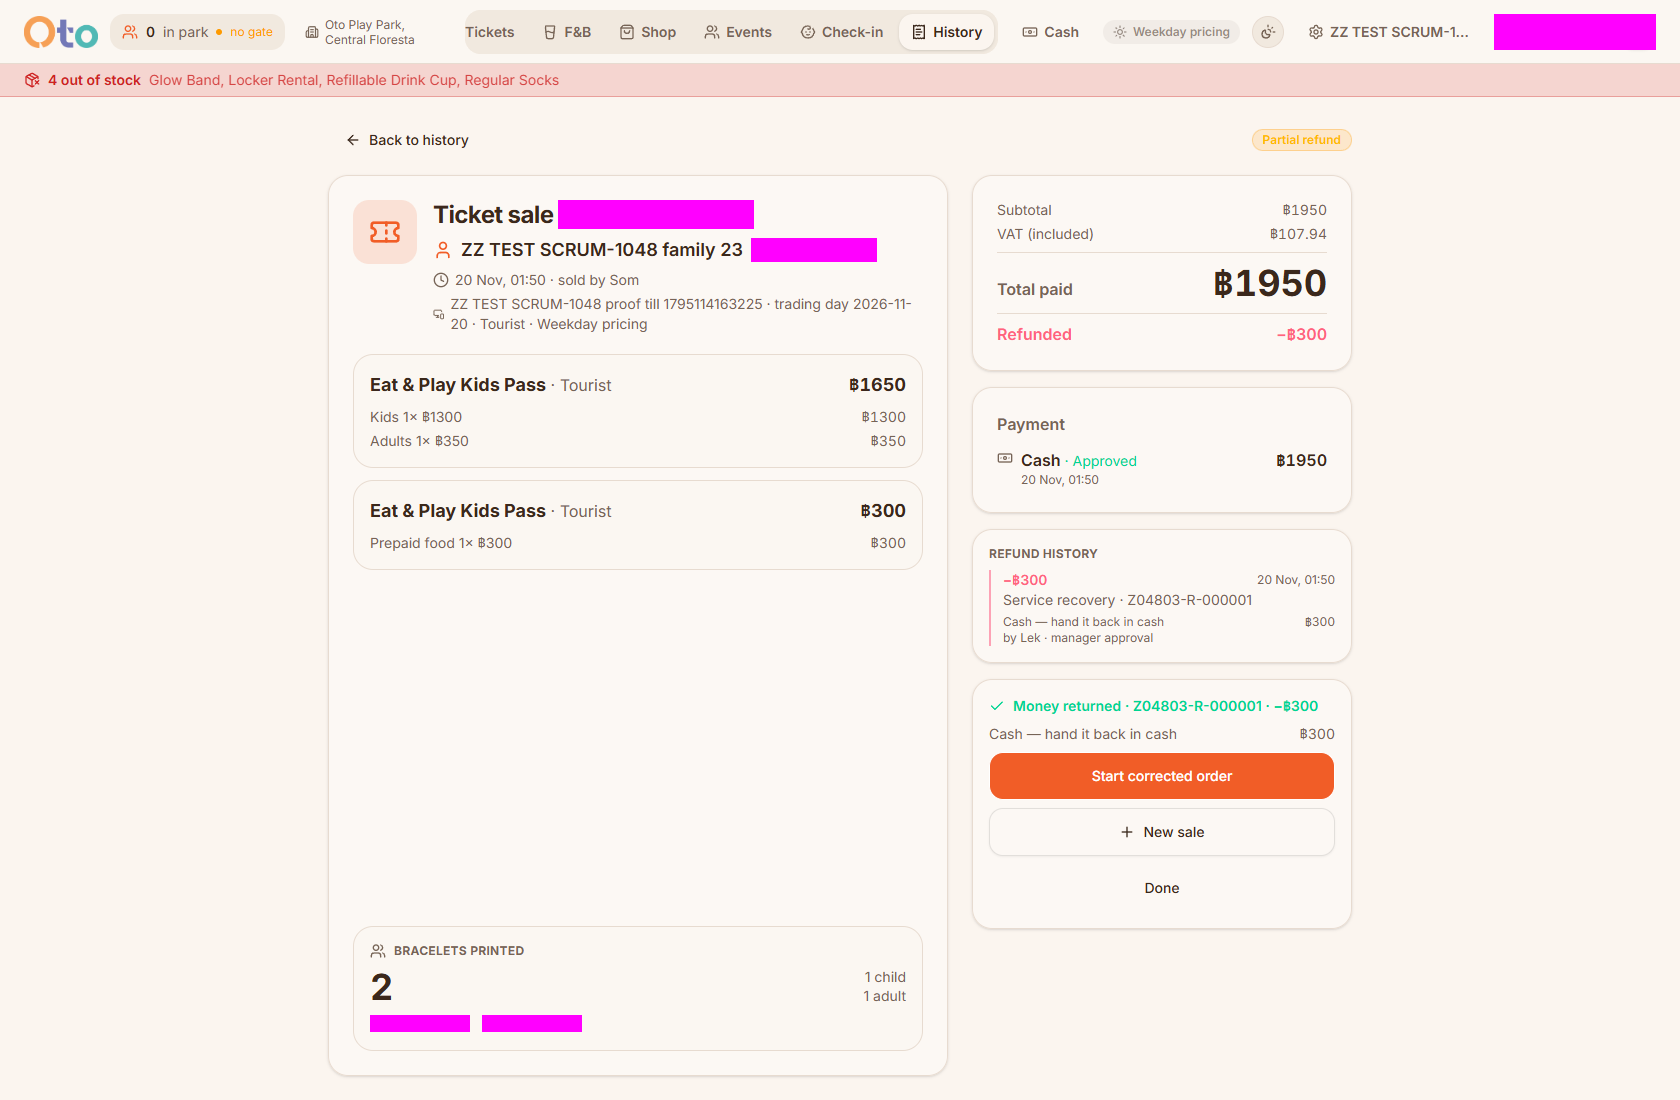 Oto
0 in park • no gate
Oto Play Park,
Central Floresta
Tickets
F&B
Shop
Events
Check-in
History
Cash
Weekday pricing
ZZ TEST SCRUM-1...
4 out of stock Glow Band, Locker Rental, Refillable Drink Cup, Regular Socks
Back to history
Partial refund
Ticket sale
ZZ TEST SCRUM-1048 family 23
20 Nov, 01:50 · sold by Som
ZZ TEST SCRUM-1048 proof till 1795114163225 · trading day 2026-11-
20 · Tourist · Weekday pricing
Eat & Play Kids Pass · Tourist ฿1650
Kids 1× ฿1300 ฿1300
Adults 1× ฿350 ฿350
Eat & Play Kids Pass · Tourist ฿300
Prepaid food 1× ฿300 ฿300
BRACELETS PRINTED
2
1 child
1 adult
Subtotal ฿1950
VAT (included) ฿107.94
Total paid ฿1950
Refunded −฿300
Payment
Cash · Approved ฿1950
20 Nov, 01:50
REFUND HISTORY
−฿300 20 Nov, 01:50
Service recovery · Z04803-R-000001
Cash — hand it back in cash ฿300
by Lek · manager approval
Money returned · Z04803-R-000001 · −฿300
Cash — hand it back in cash ฿300
Start corrected order
New sale
Done